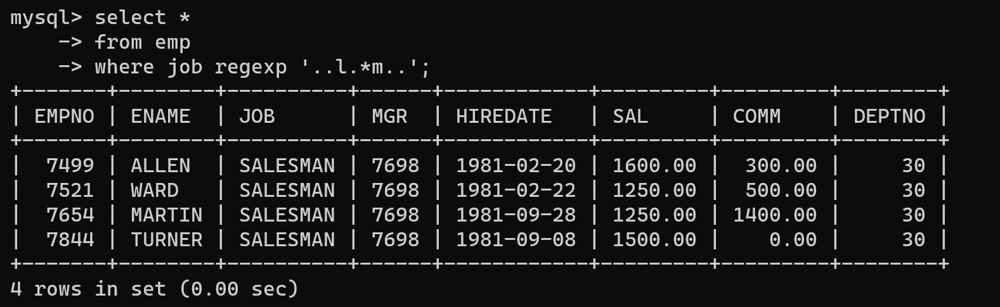 mysql> select *
    -> from emp
    -> where job regexp '..l.*m..';
+-------+--------+----------+------+------------+---------+---------+--------+
| EMPNO | ENAME  | JOB      | MGR  | HIREDATE   | SAL     | COMM    | DEPTNO |
+-------+--------+----------+------+------------+---------+---------+--------+
|  7499 | ALLEN  | SALESMAN | 7698 | 1981-02-20 | 1600.00 |  300.00 |     30 |
|  7521 | WARD   | SALESMAN | 7698 | 1981-02-22 | 1250.00 |  500.00 |     30 |
|  7654 | MARTIN | SALESMAN | 7698 | 1981-09-28 | 1250.00 | 1400.00 |     30 |
|  7844 | TURNER | SALESMAN | 7698 | 1981-09-08 | 1500.00 |    0.00 |     30 |
+-------+--------+----------+------+------------+---------+---------+--------+
4 rows in set (0.00 sec)